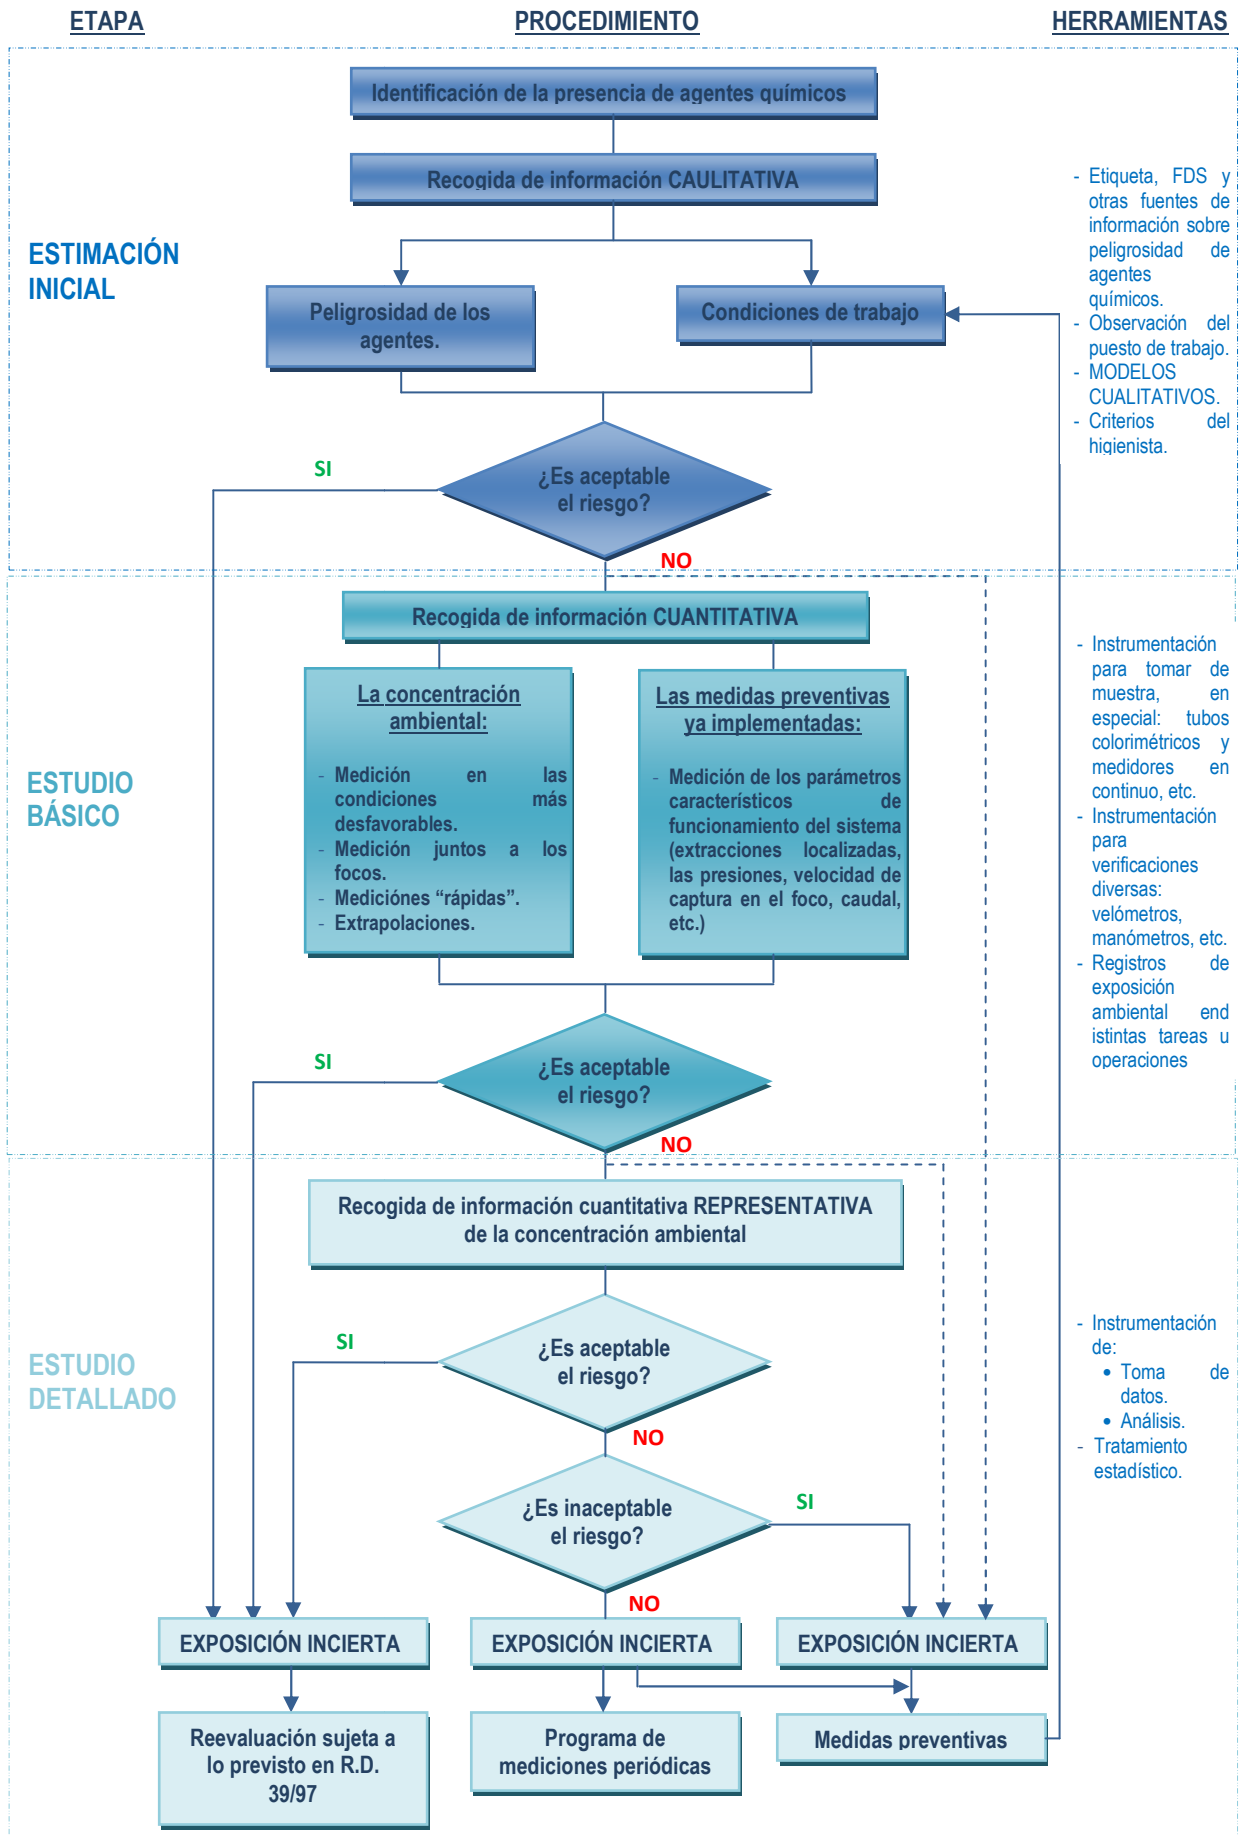 ETAPA
PROCEDIMIENTO
HERRAMIENTAS
Identificación de la presencia de agentes químicos
Recogida de información CAULITATIVA
ESTIMACIÓN
INICIAL
Peligrosidad de los
agentes.
Condiciones de trabajo
- Etiqueta, FDS y
otras fuentes de
información sobre
peligrosidad de
agentes
químicos.
- Observación del
puesto de trabajo.
- MODELOS
CUALITATIVOS.
- Criterios del
higienista.
¿Es aceptable
el riesgo?
SI
NO
Recogida de información CUANTITATIVA
ESTUDIO
BÁSICO
La concentración
ambiental:
- Medición en las
condiciones más
desfavorables.
- Medición juntos a los
focos.
- Mediciónes “rápidas”.
- Extrapolaciones.
Las medidas preventivas
ya implementadas:
- Medición de los parámetros
característicos de
funcionamiento del sistema
(extracciones localizadas,
las presiones, velocidad de
captura en el foco, caudal,
etc.)
- Instrumentación
para tomar de
muestra, en
especial: tubos
colorimétricos y
medidores en
continuo, etc.
- Instrumentación
para
verificaciones
diversas:
velómetros,
manómetros, etc.
- Registros de
exposición
ambiental end
istintas tareas u
operaciones
¿Es aceptable
el riesgo?
SI
NO
Recogida de información cuantitativa REPRESENTATIVA
de la concentración ambiental
ESTUDIO
DETALLADO
¿Es aceptable
el riesgo?
SI
NO
¿Es inaceptable
el riesgo?
SI
NO
- Instrumentación
de:
• Toma de
datos.
• Análisis.
- Tratamiento
estadístico.
EXPOSICIÓN INCIERTA
EXPOSICIÓN INCIERTA
EXPOSICIÓN INCIERTA
Reevaluación sujeta a
lo previsto en R.D.
39/97
Programa de
mediciones periódicas
Medidas preventivas